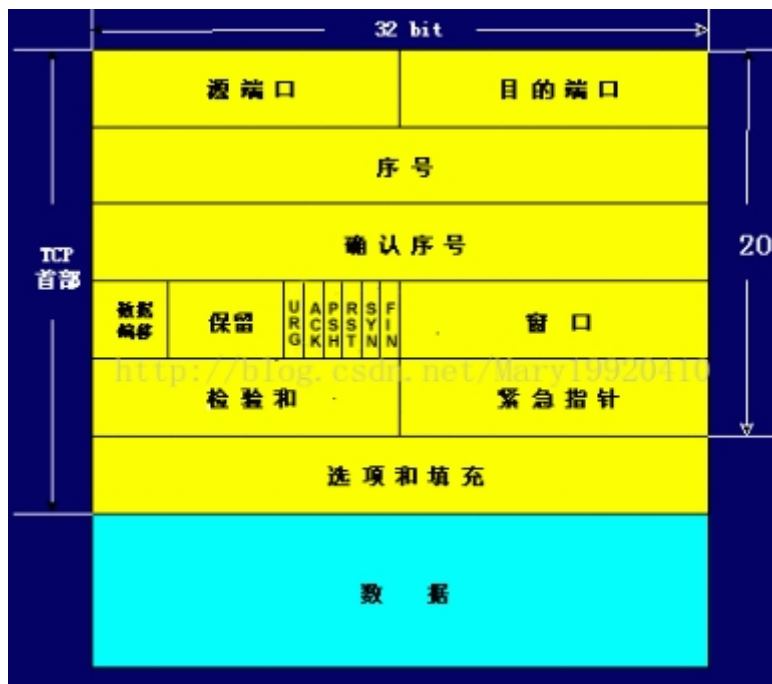 32 bit
源端口 目的端口
序号
TCP 首部
确认序号
20
数据偏移 保留 URG ACK PSH RST SYN FIN 窗口
http://blog.csdn.net/Mary19920410
检验和 紧急指针
选项和填充
数据